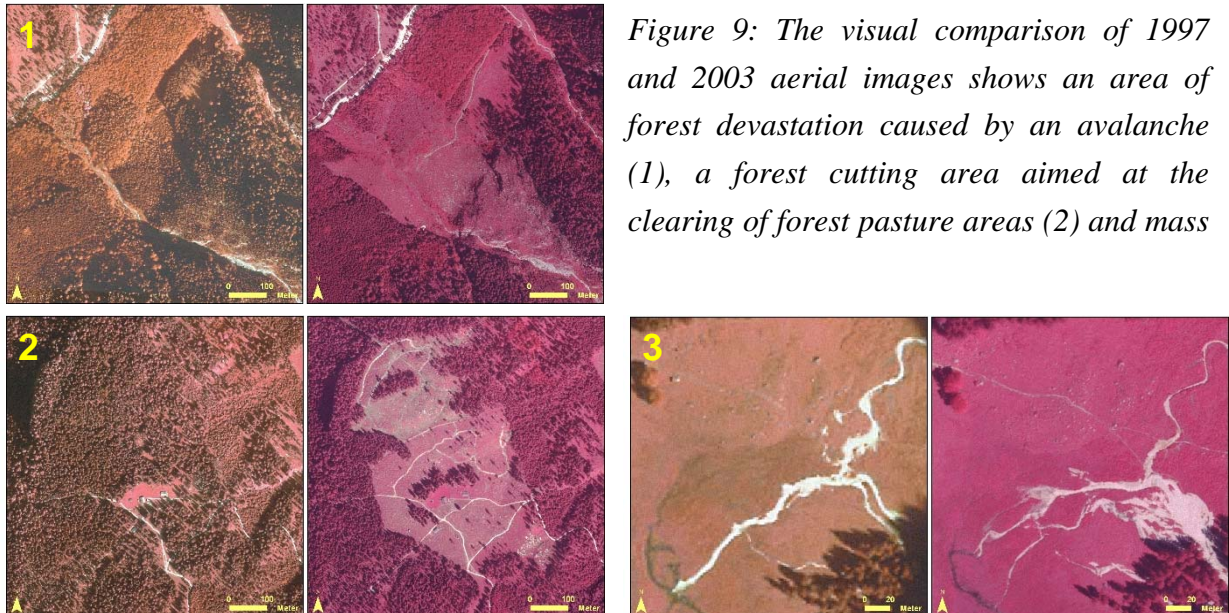 1
Figure 9: The visual comparison of 1997
and 2003 aerial images shows an area of
forest devastation caused by an avalanche
(1), a forest cutting area aimed at the
clearing of forest pasture areas (2) and mass
N
0 100
Meter
N
0 100
Meter
2
N
0 100
Meter
N
0 100
Meter
3
N
0 20
Meter
N
0 20
Meter